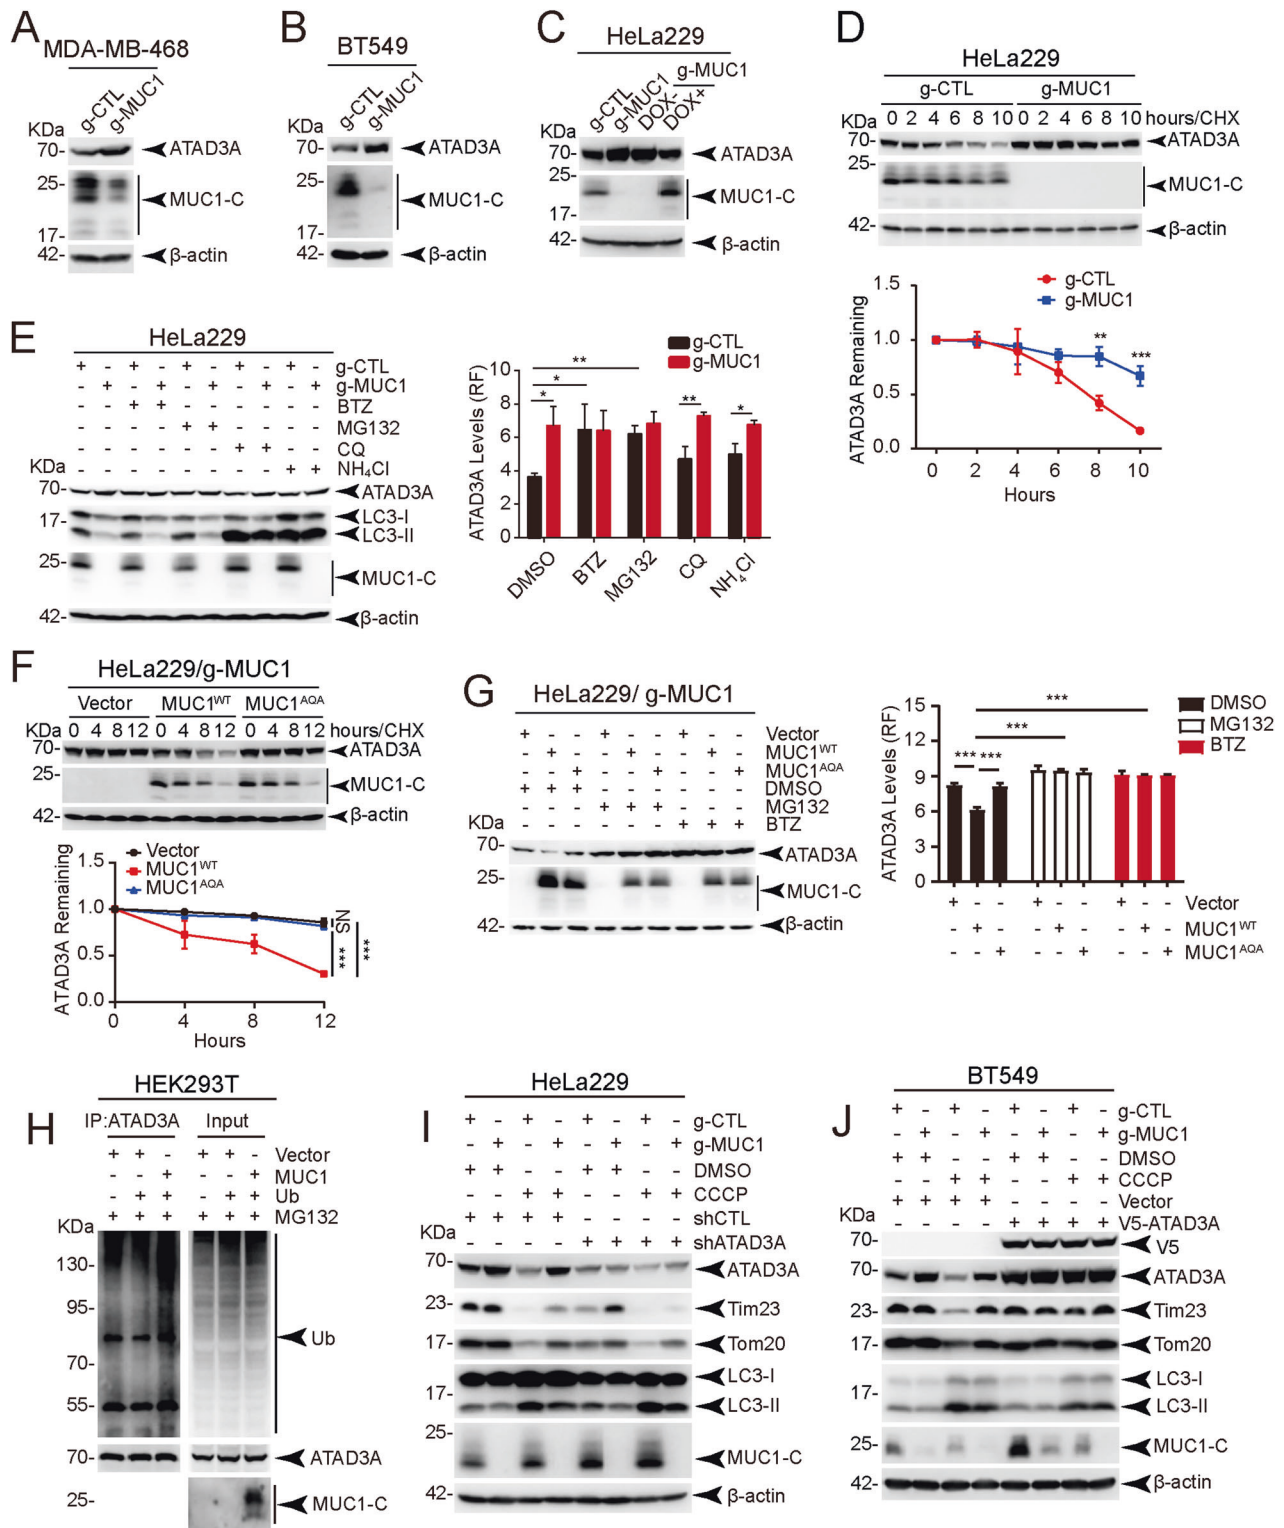 A
MDA-MB-468
g-CTL
g-MUC1
KDa
70-
ATAD3A
25-
MUC1-C
17-
42-
β-actin
B
BT549
g-CTL
g-MUC1
KDa
70-
ATAD3A
25-
MUC1-C
17-
42-
β-actin
C
HeLa229
g-MUC1
g-CTL
g-MUC1
DOX-
DOX+
KDa
70-
ATAD3A
25-
MUC1-C
17-
42-
β-actin
D
HeLa229
g-CTL g-MUC1
KDa 0 2 4 6 8 10 0 2 4 6 8 10 hours/CHX
70-
ATAD3A
25-
MUC1-C
17-
42-
β-actin
g-CTL
g-MUC1
ATAD3A Remaining
1.5
1.0
0.5
0.0
**
***
0 2 4 6 8 10
Hours
E
HeLa229
+ - + - + - + - + - g-CTL
- + - + - + - + - + g-MUC1
- - + + - - - - - - BTZ
- - - - + + - - - - MG132
- - - - - - + + - - CQ
- - - - - - - - + + NH₄Cl
KDa
70-
ATAD3A
LC3-I
17-
LC3-II
25-
MUC1-C
42-
β-actin
g-CTL
g-MUC1
ATAD3A Levels (RF)
10
8
6
4
2
0
**
*
* ** *
DMSO BTZ MG132 CQ NH₄Cl
F
HeLa229/g-MUC1
Vector MUC1ᵂᵀ MUC1ᴬQᴬ
KDa 0 4 8 12 0 4 8 12 0 4 8 12 hours/CHX
70-
ATAD3A
25-
MUC1-C
42-
β-actin
Vector
MUC1ᵂᵀ
MUC1ᴬQᴬ
ATAD3A Remaining
1.5
1.0
0.5
0.0
NS
***
***
0 4 8 12
Hours
G
HeLa229/ g-MUC1
+ - - + - - + - - Vector
- + - - + - - + - MUC1ᵂᵀ
- - + - - + - - + MUC1ᴬQᴬ
+ + + - - - - - - DMSO
- - - + + + - - - MG132
- - - - - - + + + BTZ
KDa
70-
ATAD3A
25-
MUC1-C
42-
β-actin
DMSO
MG132
BTZ
ATAD3A Levels (RF)
15
12
9
6
3
0
***
***
*** ***
+ - - + - - + - - Vector
- + - - + - - + - MUC1ᵂᵀ
- - + - - + - - + MUC1ᴬQᴬ
H
HEK293T
IP:ATAD3A Input
+ + - + + - Vector
- - + - - + MUC1
- + + - + + Ub
+ + + + + + MG132
KDa
130-
95-
Ub
70-
55-
70-
ATAD3A
25-
MUC1-C
I
HeLa229
+ - + - + - + - g-CTL
- + - + - + - + g-MUC1
+ + - - + + - - DMSO
- - + + - - + + CCCP
+ + + + - - - - shCTL
- - - - + + + + shATAD3A
KDa
70-
ATAD3A
23-
Tim23
17-
Tom20
LC3-I
17-
LC3-II
25-
MUC1-C
42-
β-actin
J
BT549
+ - + - + - + - g-CTL
- + - + - + - + g-MUC1
+ + - - + + - - DMSO
- - + + - - + + CCCP
+ + + + - - - - Vector
- - - - + + + + V5-ATAD3A
KDa
70-
V5
70-
ATAD3A
23-
Tim23
17-
Tom20
LC3-I
17-
LC3-II
25-
MUC1-C
42-
β-actin